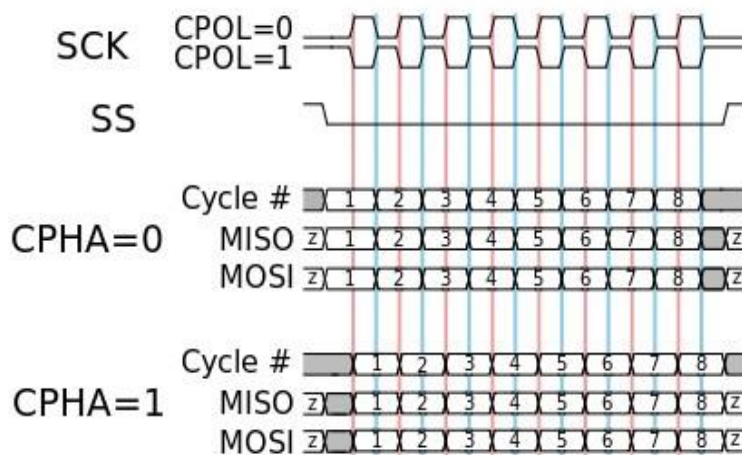 SCK CPOL=0
CPOL=1
SS
Cycle # 1 2 3 4 5 6 7 8
CPHA=0
MISO z 1 2 3 4 5 6 7 8 z
MOSI z 1 2 3 4 5 6 7 8 z
Cycle # 1 2 3 4 5 6 7 8
CPHA=1
MISO z 1 2 3 4 5 6 7 8 z
MOSI z 1 2 3 4 5 6 7 8 z